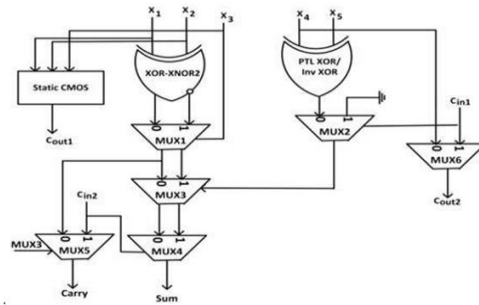 X1 X2 X3 X4 X5
XOR-XNOR2
PTL XOR/
Inv XOR
Static CMOS
Cout1
0 1
MUX1
0 1
MUX2
Cin1
0 1
MUX6
Cout2
0 1
MUX3
Cin2
MUX3
0 1
MUX5
0 1
MUX4
Carry
Sum